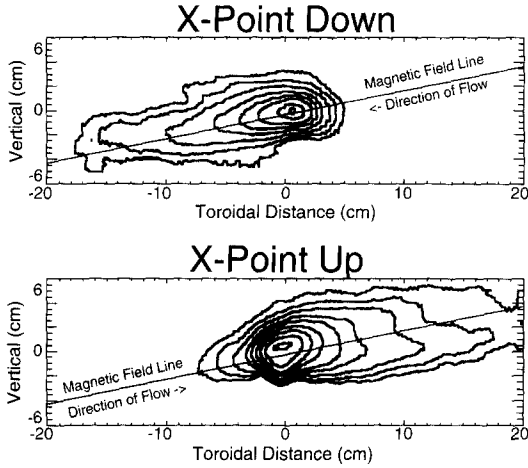 X-Point Down
6
Magnetic Field Line
<- Direction of Flow
Vertical (cm)
0
-6
-20 -10 0 10 20
Toroidal Distance (cm)
X-Point Up
6
Vertical (cm)
0
Magnetic Field Line
Direction of Flow ->
-6
-20 -10 0 10 20
Toroidal Distance (cm)